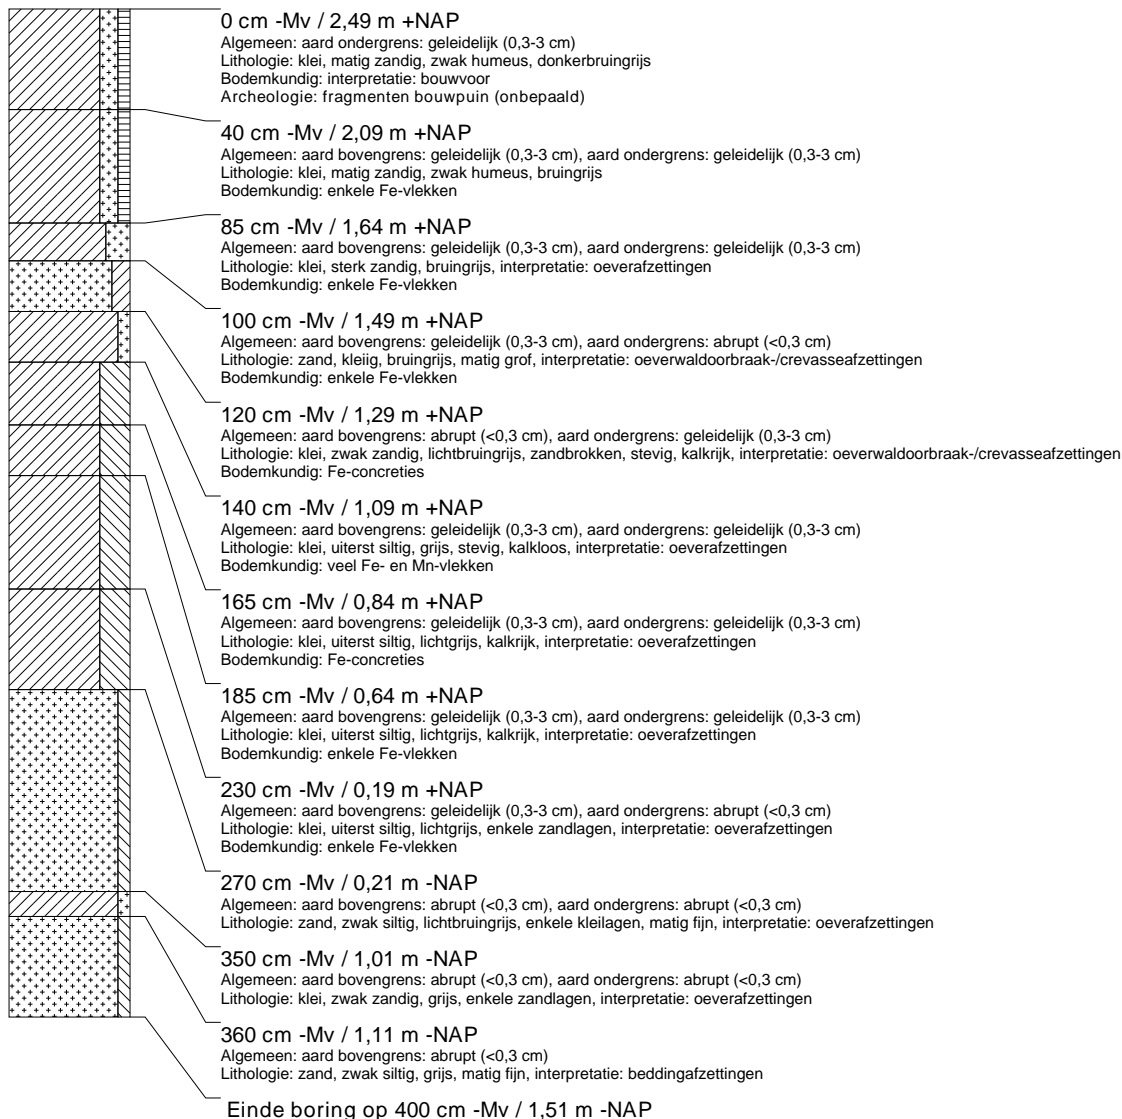 0 cm -Mv / 2,49 m +NAP
Algemeen: aard ondergrens: geleidelijk (0,3-3 cm)
Lithologie: klei, matig zandig, zwak humeus, donkerbruingrijs
Bodemkundig: interpretatie: bouwvoor
Archeologie: fragmenten bouwpuin (onbepaald)
40 cm -Mv / 2,09 m +NAP
Algemeen: aard bovengrens: geleidelijk (0,3-3 cm), aard ondergrens: geleidelijk (0,3-3 cm)
Lithologie: klei, matig zandig, zwak humeus, bruingrijs
Bodemkundig: enkele Fe-vlekken
85 cm -Mv / 1,64 m +NAP
Algemeen: aard bovengrens: geleidelijk (0,3-3 cm), aard ondergrens: geleidelijk (0,3-3 cm)
Lithologie: klei, sterk zandig, bruingrijs, interpretatie: oeverafzettingen
Bodemkundig: enkele Fe-vlekken
100 cm -Mv / 1,49 m +NAP
Algemeen: aard bovengrens: geleidelijk (0,3-3 cm), aard ondergrens: abrupt (<0,3 cm)
Lithologie: zand, kleiig, bruingrijs, matig grof, interpretatie: oeverwaldoorbraak-/crevasseafzettingen
Bodemkundig: enkele Fe-vlekken
120 cm -Mv / 1,29 m +NAP
Algemeen: aard bovengrens: abrupt (<0,3 cm), aard ondergrens: geleidelijk (0,3-3 cm)
Lithologie: klei, zwak zandig, lichtbruingrijs, zandbrokken, stevig, kalkrijk, interpretatie: oeverwaldoorbraak-/crevasseafzettingen
Bodemkundig: Fe-concreties
140 cm -Mv / 1,09 m +NAP
Algemeen: aard bovengrens: geleidelijk (0,3-3 cm), aard ondergrens: geleidelijk (0,3-3 cm)
Lithologie: klei, uiterst siltig, grijs, stevig, kalkloos, interpretatie: oeverafzettingen
Bodemkundig: veel Fe- en Mn-vlekken
165 cm -Mv / 0,84 m +NAP
Algemeen: aard bovengrens: geleidelijk (0,3-3 cm), aard ondergrens: geleidelijk (0,3-3 cm)
Lithologie: klei, uiterst siltig, lichtgrijs, kalkrijk, interpretatie: oeverafzettingen
Bodemkundig: Fe-concreties
185 cm -Mv / 0,64 m +NAP
Algemeen: aard bovengrens: geleidelijk (0,3-3 cm), aard ondergrens: geleidelijk (0,3-3 cm)
Lithologie: klei, uiterst siltig, lichtgrijs, kalkrijk, interpretatie: oeverafzettingen
Bodemkundig: enkele Fe-vlekken
230 cm -Mv / 0,19 m +NAP
Algemeen: aard bovengrens: geleidelijk (0,3-3 cm), aard ondergrens: abrupt (<0,3 cm)
Lithologie: klei, uiterst siltig, lichtgrijs, enkele zandlagen, interpretatie: oeverafzettingen
Bodemkundig: enkele Fe-vlekken
270 cm -Mv / 0,21 m -NAP
Algemeen: aard bovengrens: abrupt (<0,3 cm), aard ondergrens: abrupt (<0,3 cm)
Lithologie: zand, zwak siltig, lichtbruingrijs, enkele kleilagen, matig fijn, interpretatie: oeverafzettingen
350 cm -Mv / 1,01 m -NAP
Algemeen: aard bovengrens: abrupt (<0,3 cm), aard ondergrens: abrupt (<0,3 cm)
Lithologie: klei, zwak zandig, grijs, enkele zandlagen, interpretatie: oeverafzettingen
360 cm -Mv / 1,11 m -NAP
Algemeen: aard bovengrens: abrupt (<0,3 cm)
Lithologie: zand, zwak siltig, grijs, matig fijn, interpretatie: beddingafzettingen
Einde boring op 400 cm -Mv / 1,51 m -NAP